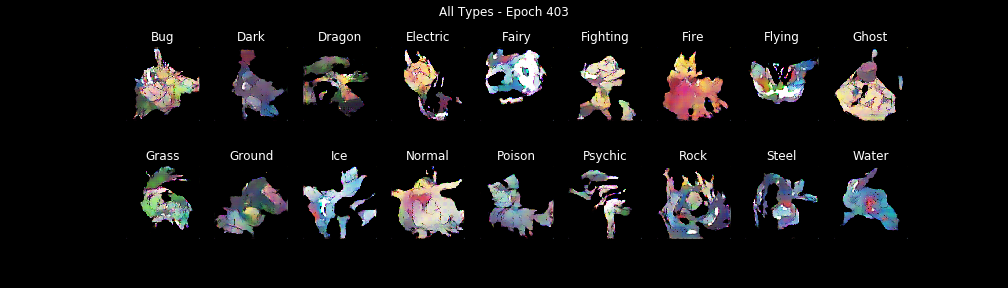 All Types - Epoch 403
Bug Dark Dragon Electric Fairy Fighting Fire Flying Ghost
Grass Ground Ice Normal Poison Psychic Rock Steel Water